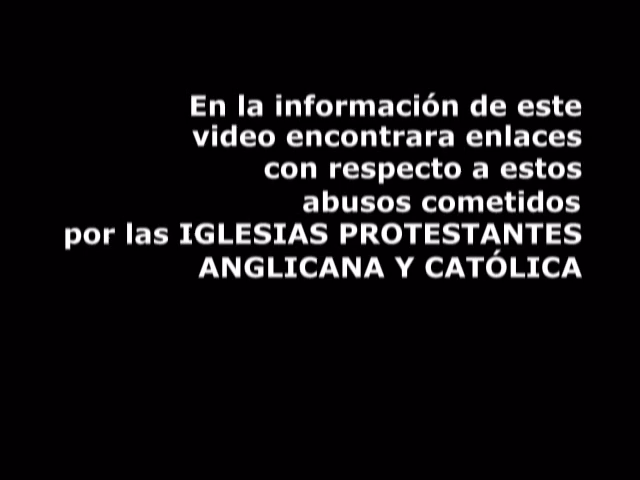 En la información de este
video encontrara enlaces
con respecto a estos
abusos cometidos
por las IGLESIAS PROTESTANTES
ANGLICANA Y CATÓLICA